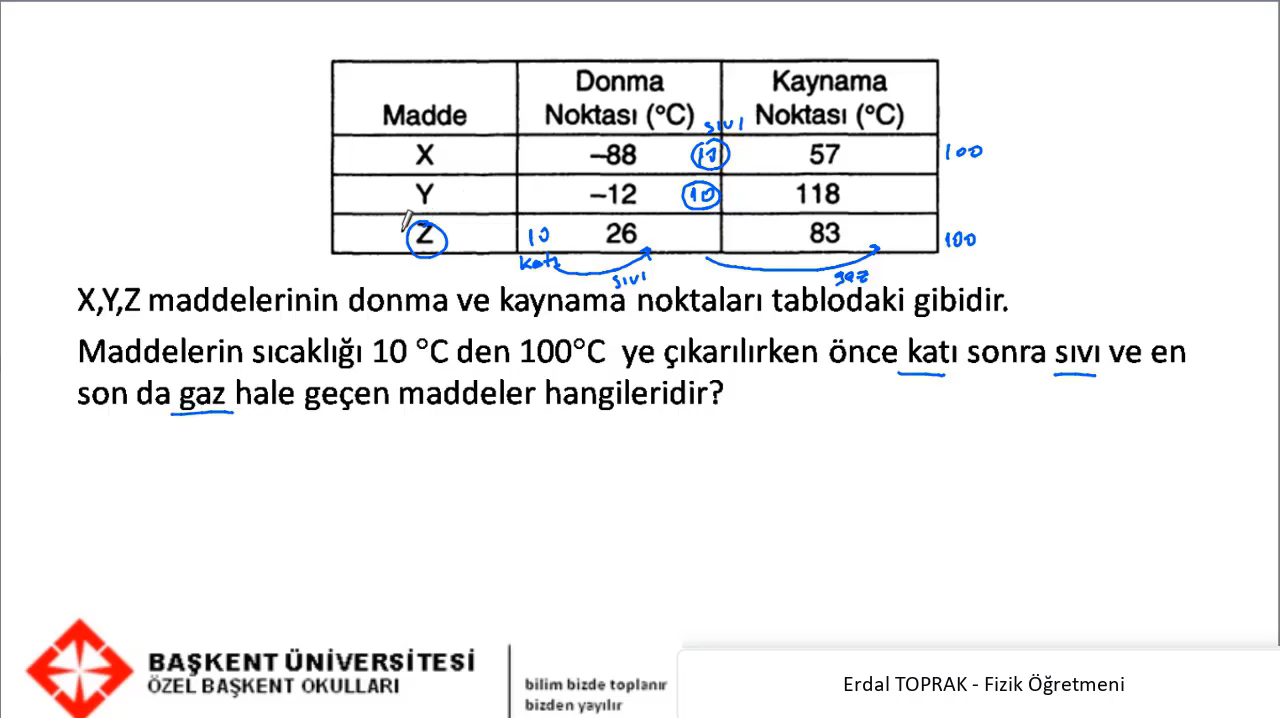 Donma Kaynama
Madde Noktası (°C) Noktası (°C)
sıvı
X –88 10 57 100
Y –12 10 118
Z 10 26 83 100
katı sıvı gaz
X,Y,Z maddelerinin donma ve kaynama noktaları tablodaki gibidir.
Maddelerin sıcaklığı 10 °C den 100°C ye çıkarılırken önce katı sonra sıvı ve en
son da gaz hale geçen maddeler hangileridir?
BAŞKENT ÜNİVERSİTESİ
ÖZEL BAŞKENT OKULLARI
bilim bizde toplanır
bizden yayılır
Erdal TOPRAK - Fizik Öğretmeni